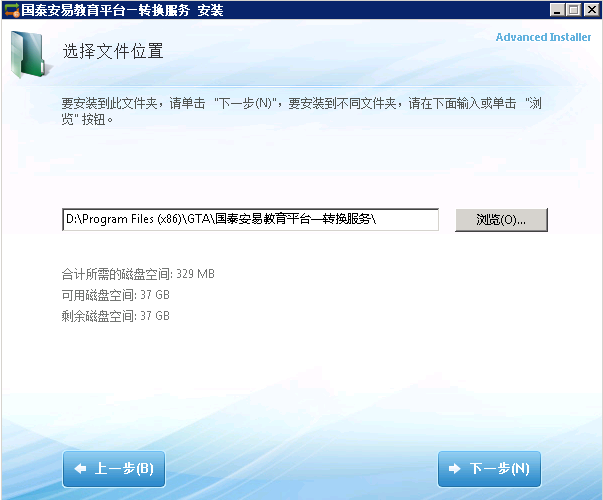 国泰安易教育平台一转换服务 安装
Advanced Installer
选择文件位置
要安装到此文件夹，请单击 "下一步(N)"，要安装到不同文件夹，请在下面输入或单击 "浏
览"按钮。
D:\Program Files (x86)\GTA\国泰安易教育平台—转换服务\
浏览(O)...
合计所需的磁盘空间: 329 MB
可用磁盘空间: 37 GB
剩余磁盘空间: 37 GB
上一步(B)
下一步(N)